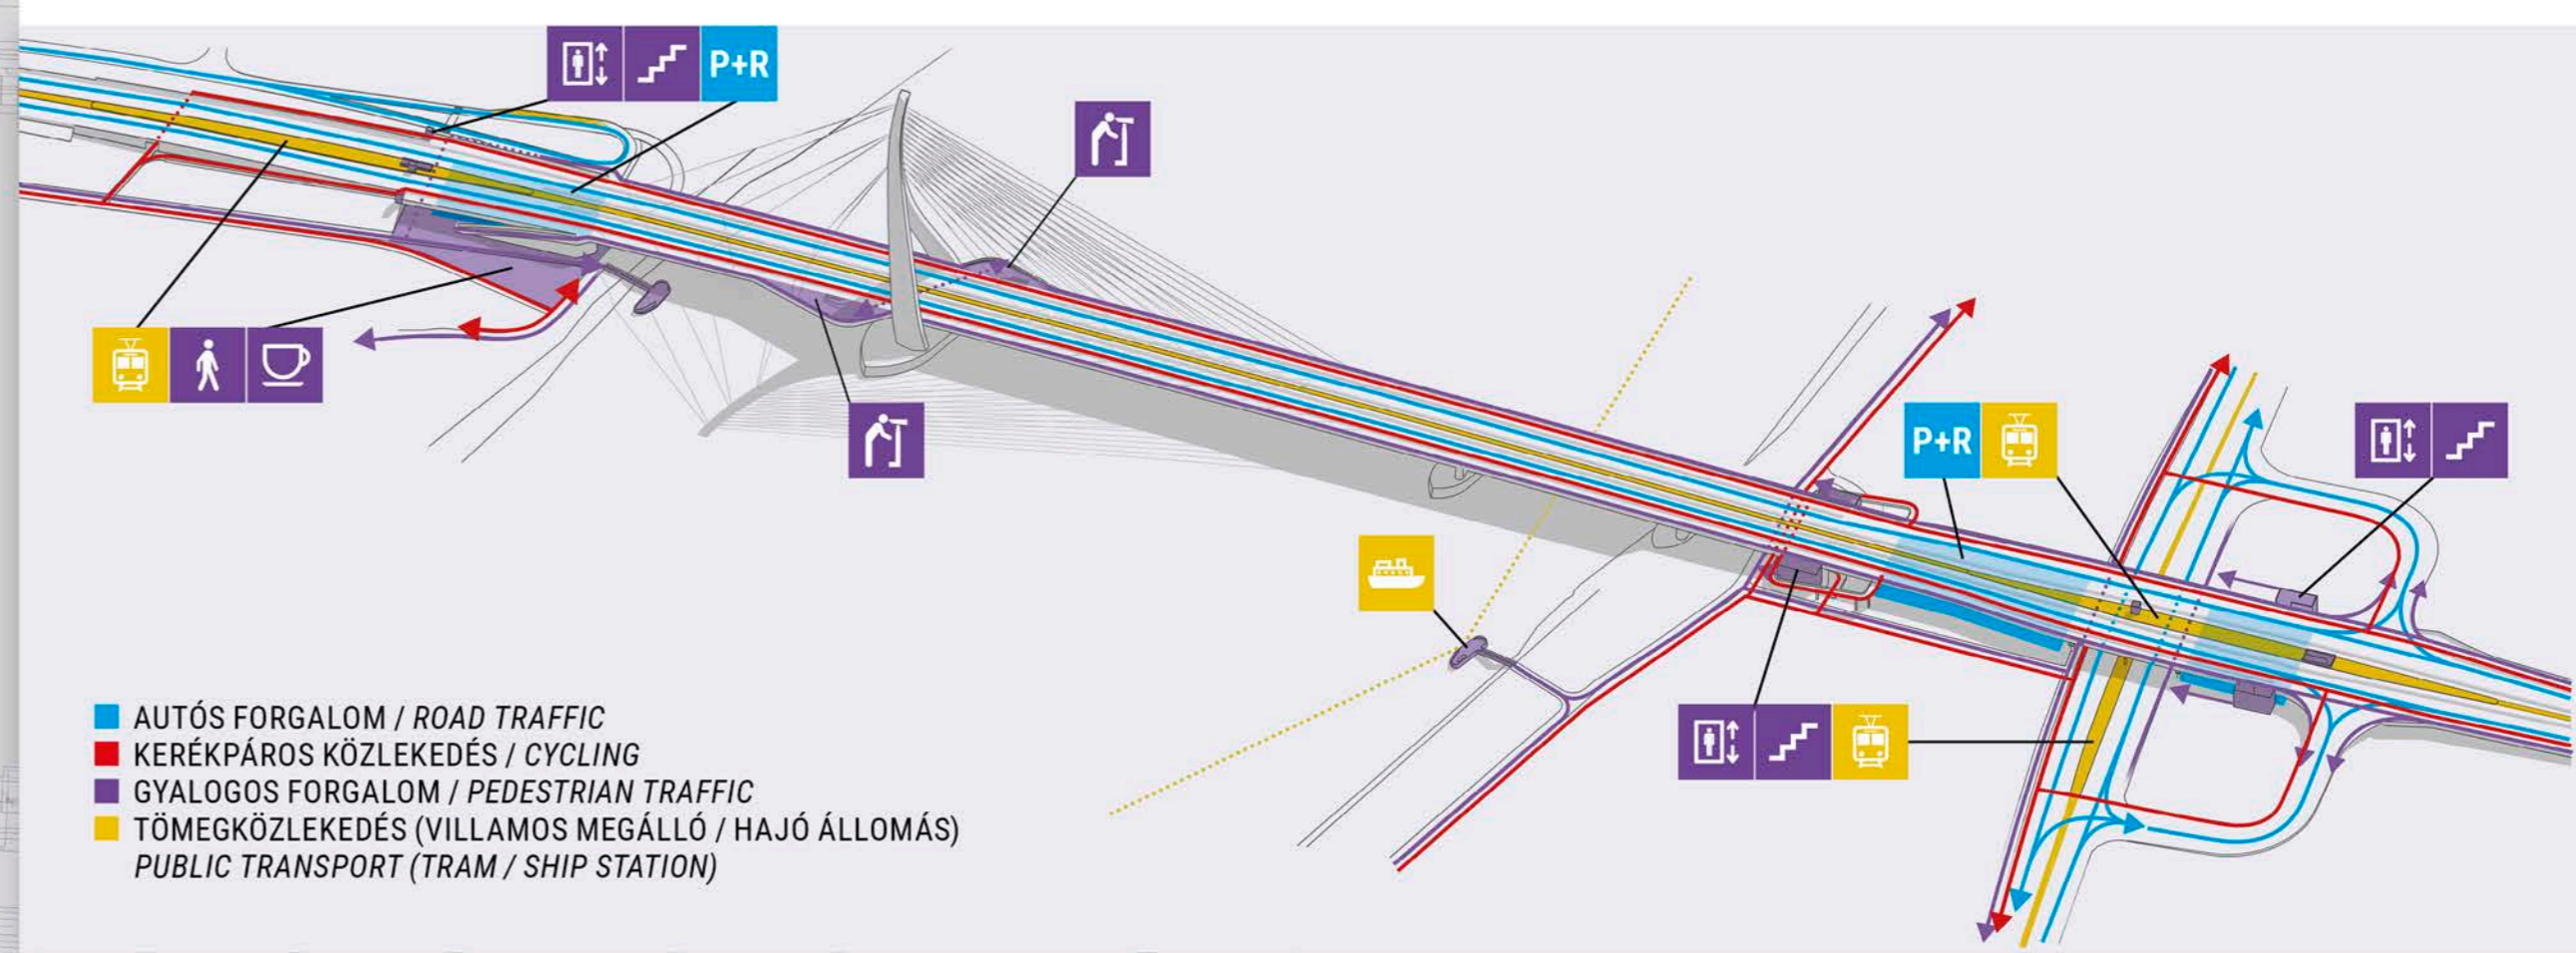 P+R
P+R
AUTÓS FORGALOM / ROAD TRAFFIC
KERÉKPÁROS KÖZLEKEDÉS / CYCLING
GYALOGOS FORGALOM / PEDESTRIAN TRAFFIC
TÖMEGKÖZLEKEDÉS (VILLAMOS MEGÁLLÓ / HAJÓ ÁLLOMÁS)
PUBLIC TRANSPORT (TRAM / SHIP STATION)